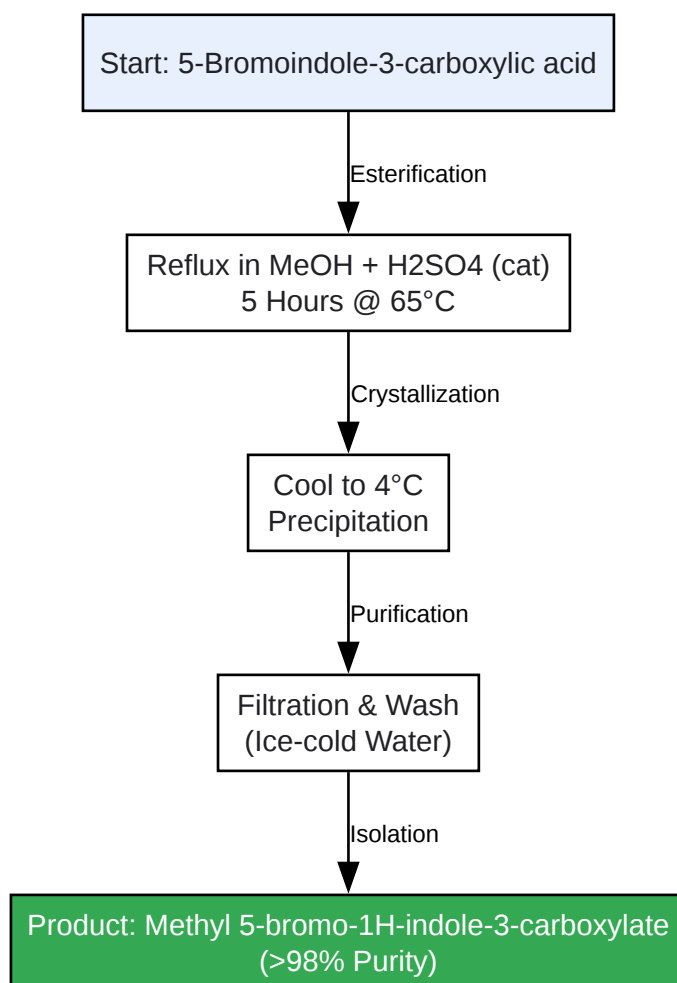 Start: 5-Bromoindole-3-carboxylic acid
Esterification
Reflux in MeOH + H2SO4 (cat)
5 Hours @ 65°C
Crystallization
Cool to 4°C
Precipitation
Purification
Filtration & Wash
(Ice-cold Water)
Isolation
Product: Methyl 5-bromo-1H-indole-3-carboxylate
(>98% Purity)